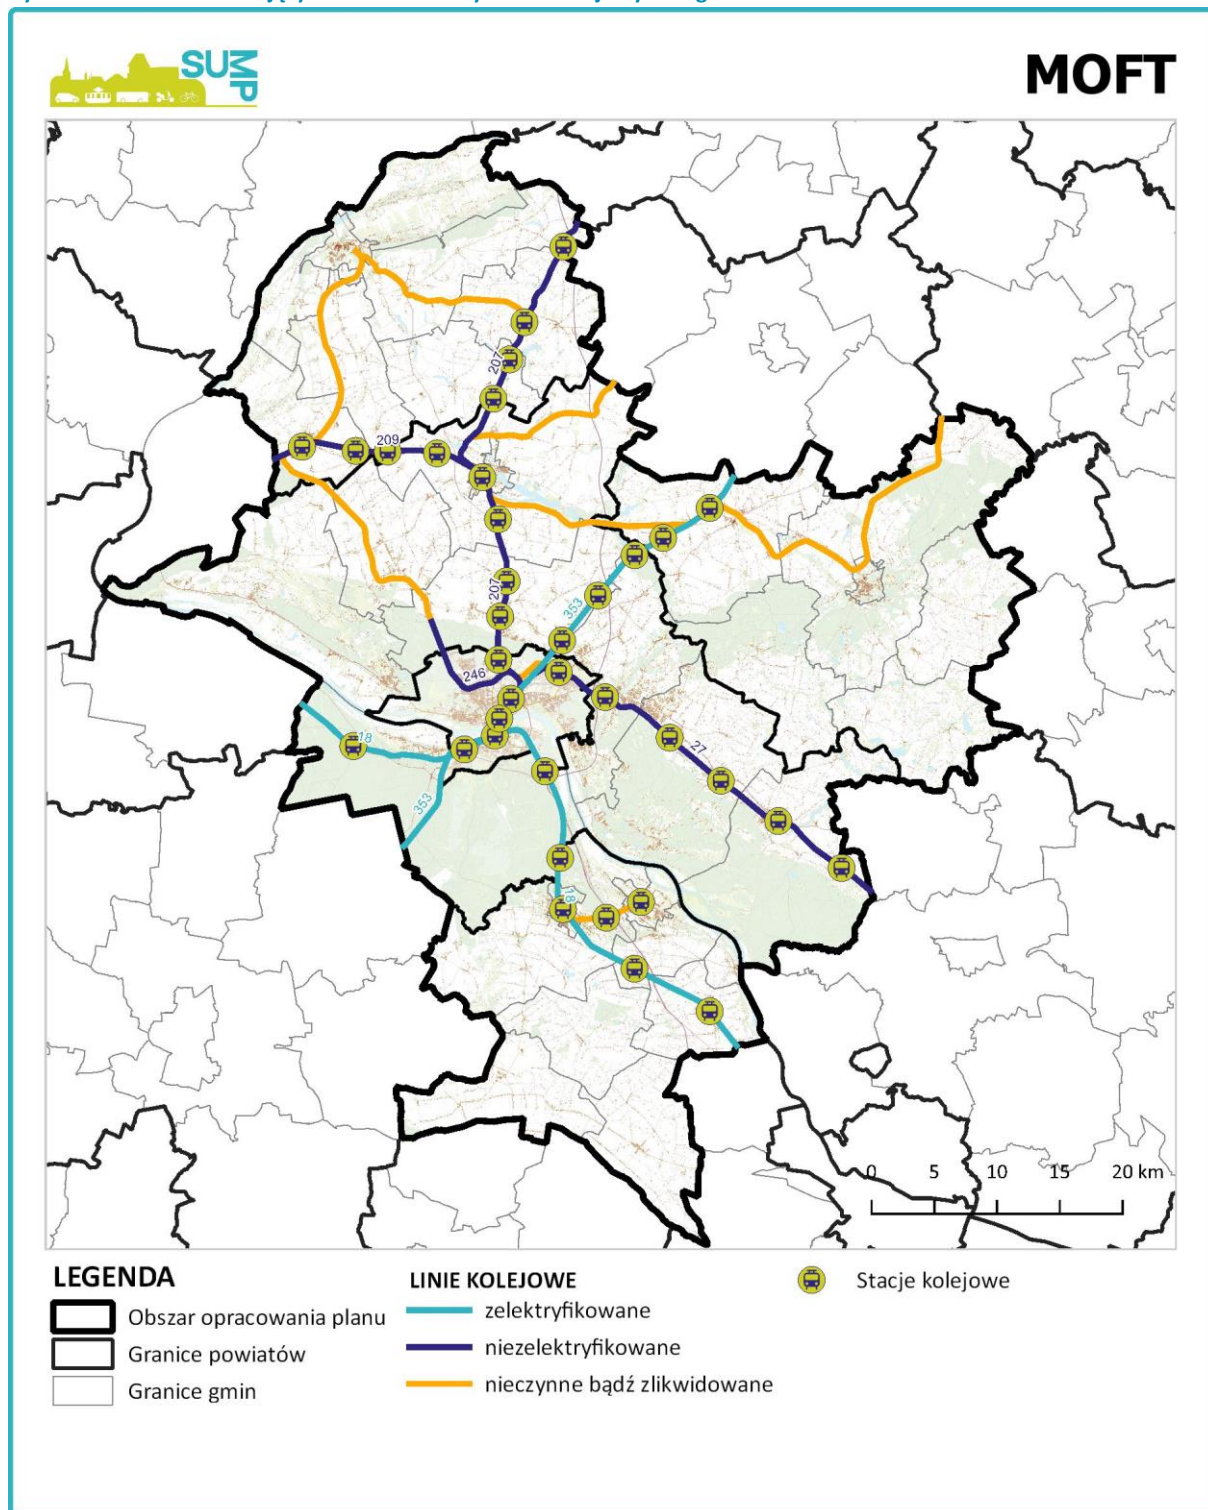 SUMP
MOFT
207
209
207
353
246
27
18
353
18
0 5 10 15 20 km
LEGENDA
Obszar opracowania planu
Granice powiatów
Granice gmin
LINIE KOLEJOWE
zelektryfikowane
niezelektryfikowane
nieczynne bądź zlikwidowane
Stacje kolejowe